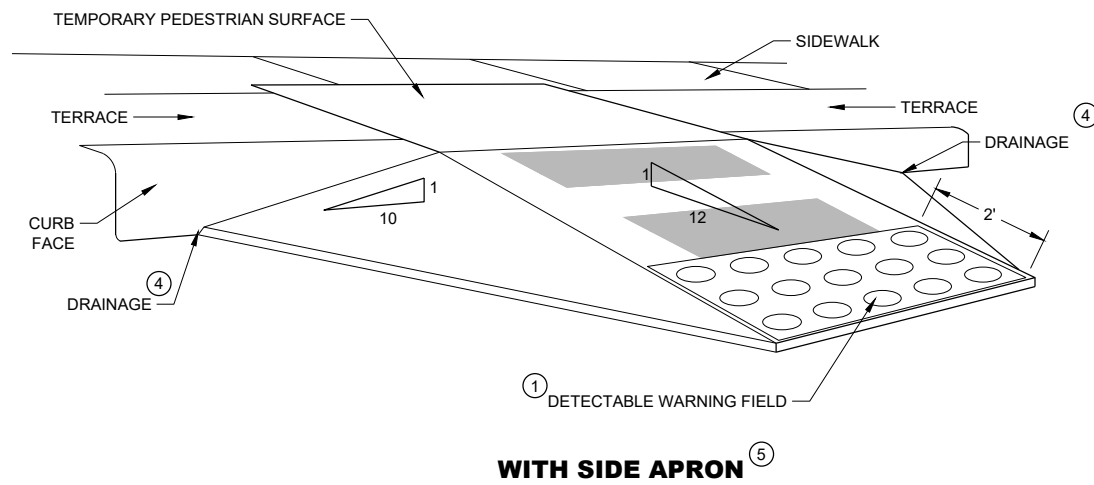 TEMPORARY PEDESTRIAN SURFACE
SIDEWALK
TERRACE
TERRACE
4
DRAINAGE
1
10
1
12
2'
CURB
FACE
4
DRAINAGE
1 DETECTABLE WARNING FIELD
WITH SIDE APRON 5